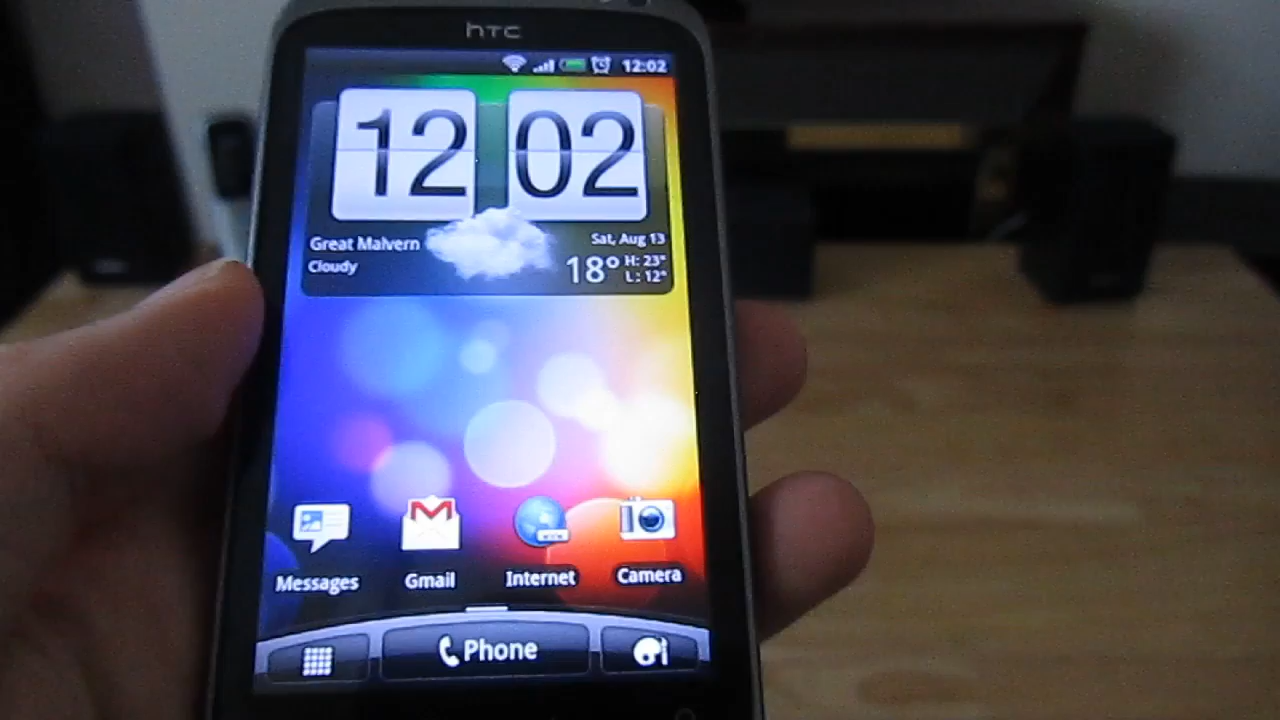 hTC
12:02
12 02
Great Malvern
Sat, Aug 13
Cloudy
18° H: 23°
L: 12°
Messages Gmail Internet Camera
Phone